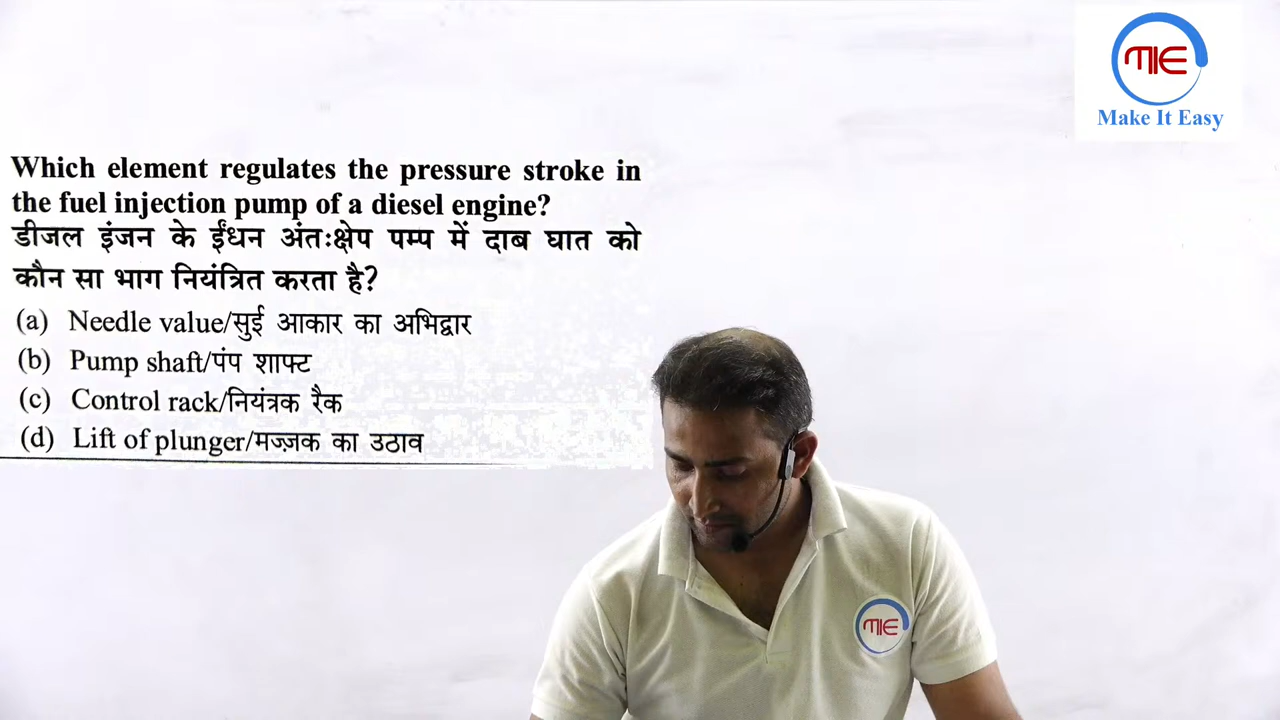 MIE
Make It Easy
Which element regulates the pressure stroke in
the fuel injection pump of a diesel engine?
डीजल इंजन के ईंधन अंतःक्षेप पम्प में दाब घात को
कौन सा भाग नियंत्रित करता है?
(a) Needle value/सुई आकार का अभिद्वार
(b) Pump shaft/पंप शाफ्ट
(c) Control rack/नियंत्रक रैक
(d) Lift of plunger/मज्ज़क का उठाव
MIE